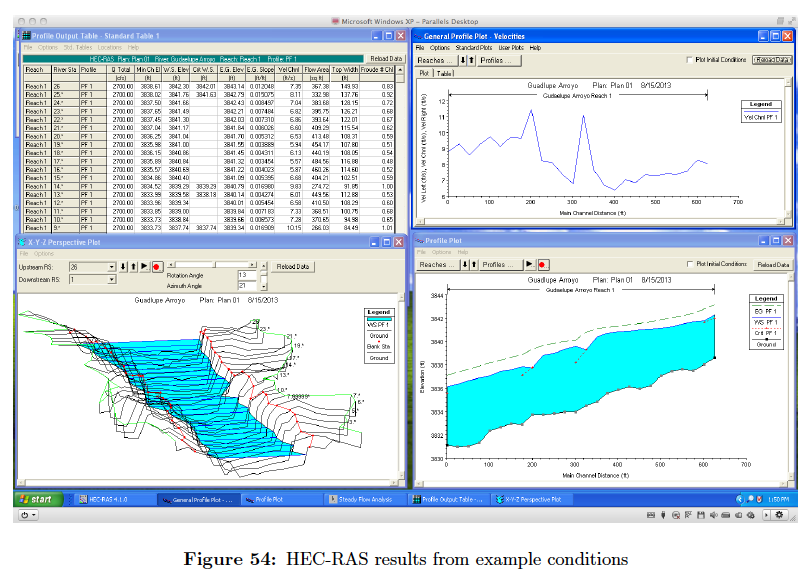 Microsoft Windows XP – Parallels Desktop
Profile Output Table - Standard Table 1
File Options Std. Tables Locations Help
HEC-RAS Plan: Plan 01 River: Gudaelupe Arroyo Reach: Reach 1 Profile: PF 1
Reload Data
Reach River Sta Profile Q Total Min Ch El W.S. Elev Crit W.S. E.G. Elev E.G. Slope Vel Chnl Flow Area Top Width Froude # Chl
(cfs) (ft) (ft) (ft) (ft) (ft/ft) (ft/s) (sq ft) (ft)
Reach1 26 PF 1 2700.00 3838.61 3842.30 3842.01 3843.14 0.012048 7.35 367.38 149.93 0.83
Reach1 25.* PF 1 2700.00 3838.02 3841.76 3841.63 3842.79 0.015075 8.11 332.98 137.76 0.92
Reach1 24.* PF 1 2700.00 3837.50 3841.66 3842.43 0.008497 7.04 383.68 128.15 0.72
Reach1 23.* PF 1 2700.00 3837.65 3841.49 3842.21 0.007484 6.82 395.75 126.21 0.68
Reach1 22.* PF 1 2700.00 3837.45 3841.30 3842.03 0.007310 6.86 393.64 122.01 0.67
Reach1 21.* PF 1 2700.00 3837.04 3841.17 3841.84 0.006026 6.60 409.29 115.54 0.62
Reach1 20.* PF 1 2700.00 3836.25 3841.04 3841.70 0.005312 6.53 413.48 108.31 0.59
Reach1 19.* PF 1 2700.00 3835.98 3841.00 3841.55 0.003889 5.94 454.17 107.80 0.51
Reach1 18.* PF 1 2700.00 3836.15 3840.86 3841.45 0.004311 6.13 440.19 108.05 0.54
Reach1 17.* PF 1 2700.00 3835.89 3840.84 3841.32 0.003454 5.57 484.56 116.88 0.48
Reach1 16.* PF 1 2700.00 3835.57 3840.69 3841.22 0.004023 5.87 460.26 114.60 0.52
Reach1 15.* PF 1 2700.00 3834.86 3840.40 3841.09 0.005395 6.68 404.21 102.51 0.59
Reach1 14.* PF 1 2700.00 3834.52 3839.29 3839.29 3840.79 0.016980 9.83 274.72 91.85 1.00
Reach1 13.* PF 1 2700.00 3833.99 3839.58 3838.18 3840.14 0.004274 6.01 449.56 112.88 0.53
Reach1 12.* PF 1 2700.00 3833.96 3839.34 3840.01 0.005454 6.58 410.50 108.29 0.60
Reach1 11.* PF 1 2700.00 3833.85 3839.00 3839.84 0.007183 7.33 368.51 100.75 0.68
Reach1 10.* PF 1 2700.00 3833.73 3838.84 3839.66 0.006573 7.28 370.65 94.98 0.65
Reach1 9.* PF 1 2700.00 3833.73 3837.74 3837.74 3839.34 0.016909 10.15 266.03 84.49 1.01
General Profile Plot - Velocities
File Options Standard Plots User Plots Help
Reaches ... Profiles ... Plot Initial Conditions Reload Data
Plot Table
Guadlupe Arroyo Plan: Plan 01 8/15/2013
Gudaelupe Arroyo Reach 1
Legend
Vel Chnl PF 1
Vel Left (ft/s), Vel Chnl (ft/s), Vel Right (ft/s)
12
11
10
9
8
7
6
5
0 100 200 300 400 500 600 700
Main Channel Distance (ft)
X-Y-Z Perspective Plot
File Options
Upstream RS: 26
Downstream RS: 1
Rotation Angle 13
Azimuth Angle 21
Reload Data
Guadlupe Arroyo Plan: Plan 01 8/15/2013
Legend
WS PF 1
Ground
Bank Sta
Ground
26
23.*
21.*
19.*
17.*
14.*
13.*
10.*
7.99999*
7.*
5.*
3.*
Profile Plot
File Options Help
Reaches ... Profiles ... Plot Initial Conditions Reload Data
Guadlupe Arroyo Plan: Plan 01 8/15/2013
Gudaelupe Arroyo Reach 1
Legend
EG PF 1
WS PF 1
Crit PF 1
Ground
Elevation (ft)
3844
3842
3840
3838
3836
3834
3832
3830
0 100 200 300 400 500 600 700
Main Channel Distance (ft)
start HEC-RAS 4.1.0 General Profile Plot - ... Profile Plot Steady Flow Analysis Profile Output Table -... X-Y-Z Perspective Plot 1:50 PM
Figure 54: HEC-RAS results from example conditions